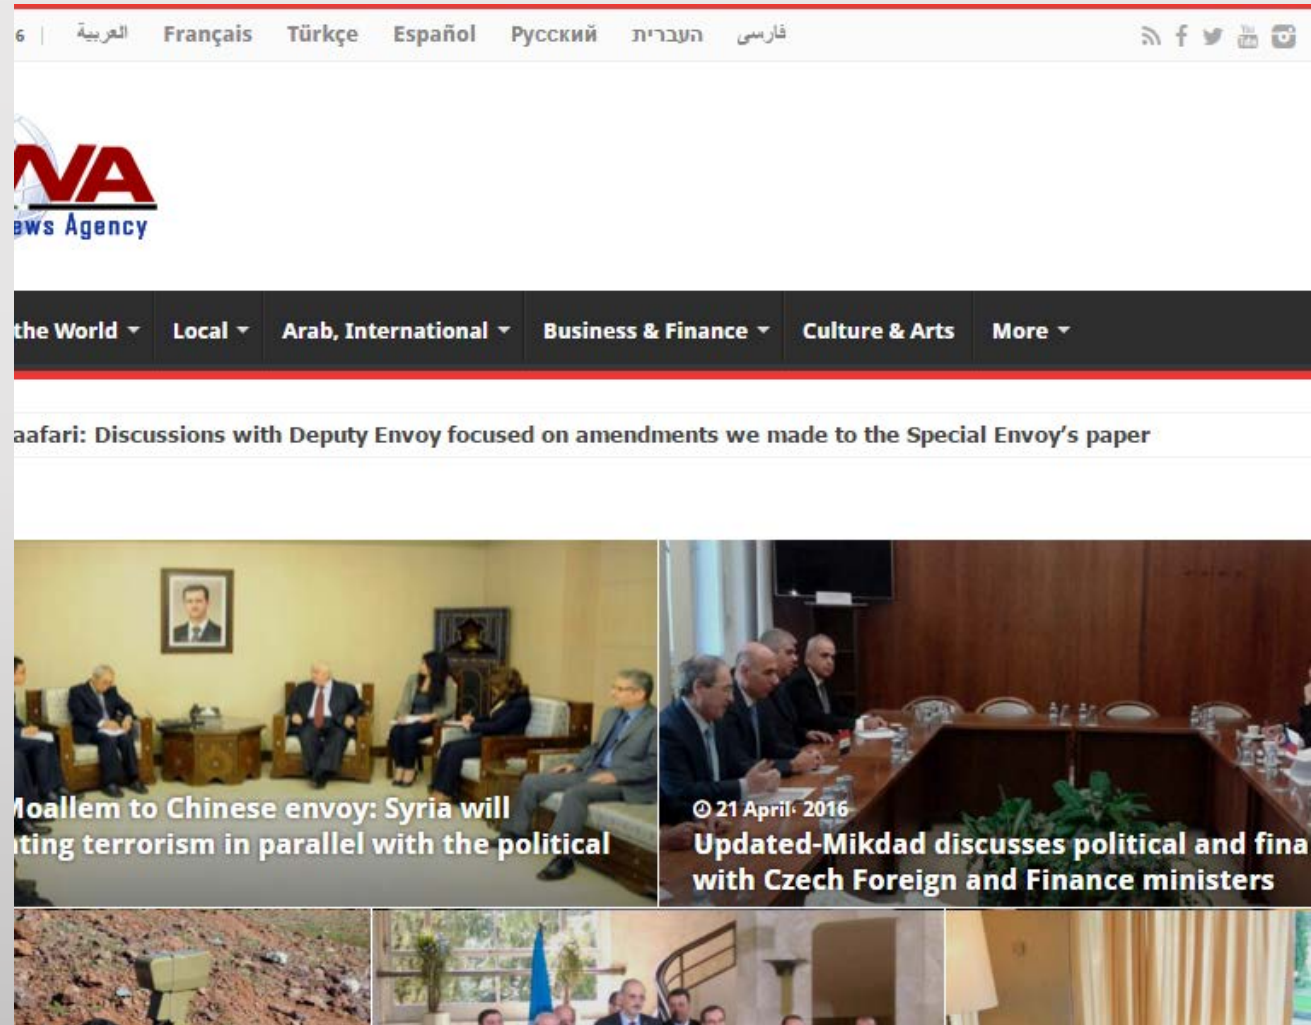 6 | العربية Français Türkçe Español Русский העברית فارسی
NA
ews Agency
the World Local Arab, International Business & Finance Culture & Arts More
aafari: Discussions with Deputy Envoy focused on amendments we made to the Special Envoy’s paper
Moallem to Chinese envoy: Syria will
ting terrorism in parallel with the political
21 April، 2016
Updated-Mikdad discusses political and fina
with Czech Foreign and Finance ministers